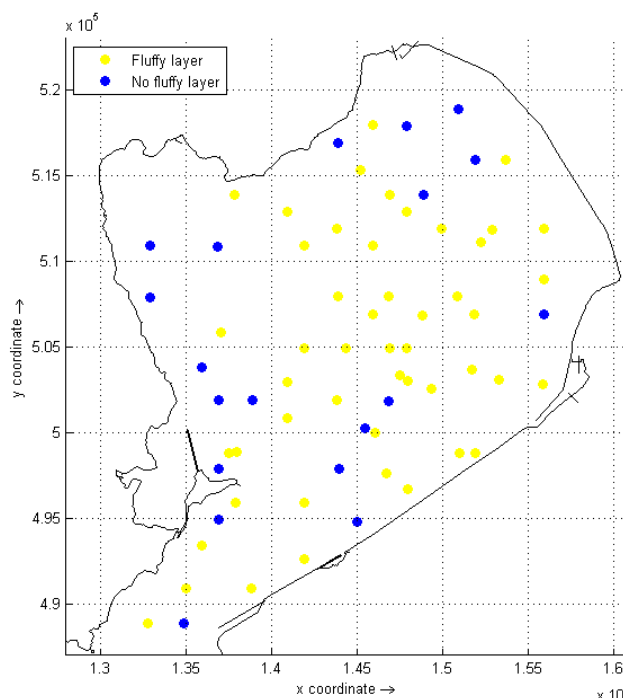 x 10⁵
Fluffy layer
No fluffy layer
5.2
5.15
5.1
5.05
5
4.95
4.9
y coordinate →
1.3
1.35
1.4
1.45
1.5
1.55
1.6
x coordinate →
x 10